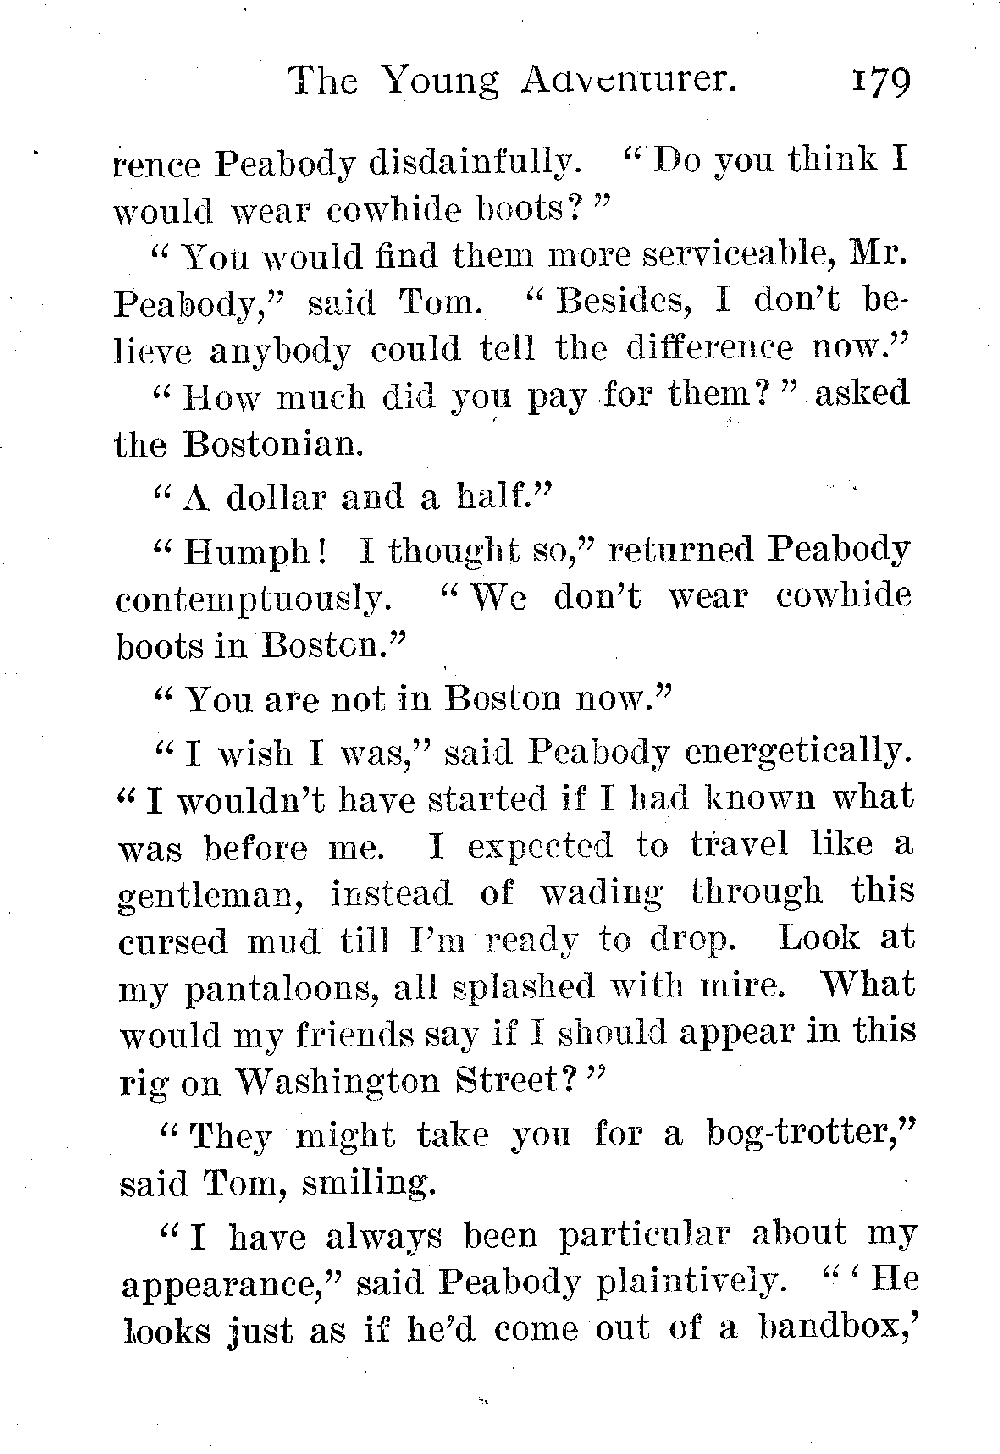 The Young Adventurer. 179
rence Peabody disdainfully. “ Do you think I
would wear cowhide boots? ”
“ You would find them more serviceable, Mr.
Peabody,” said Tom. “ Besides, I don’t be-
lieve anybody could tell the difference now.”
“ How much did you pay for them? ” asked
the Bostonian.
“ A dollar and a half.”
“ Humph! I thought so,” returned Peabody
contemptuously. “ We don’t wear cowhide
boots in Boston.”
“ You are not in Boston now.”
“ I wish I was,” said Peabody energetically.
“ I wouldn’t have started if I had known what
was before me. I expected to travel like a
gentleman, instead of wading through this
cursed mud till I’m ready to drop. Look at
my pantaloons, all splashed with mire. What
would my friends say if I should appear in this
rig on Washington Street? ”
“ They might take you for a bog-trotter,”
said Tom, smiling.
“ I have always been particular about my
appearance,” said Peabody plaintively. “ ‘ He
looks just as if he’d come out of a bandbox,’